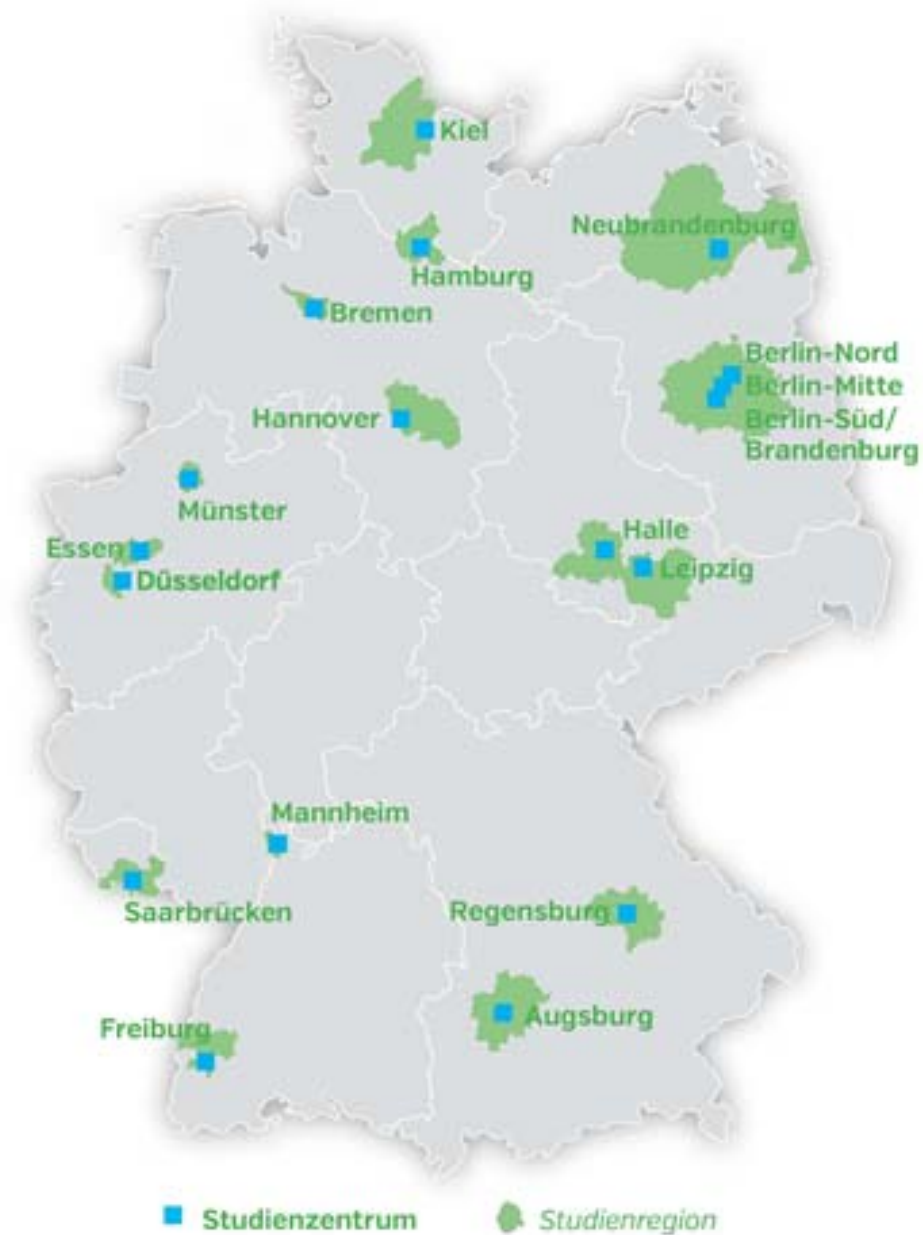 Kiel
Neubrandenburg
Hamburg
Bremen
Berlin-Nord
Berlin-Mitte
Berlin-Süd/
Brandenburg
Hannover
Münster
Essen
Düsseldorf
Halle
Leipzig
Mannheim
Saarbrücken
Regensburg
Augsburg
Freiburg
Studienzentrum
Studienregion